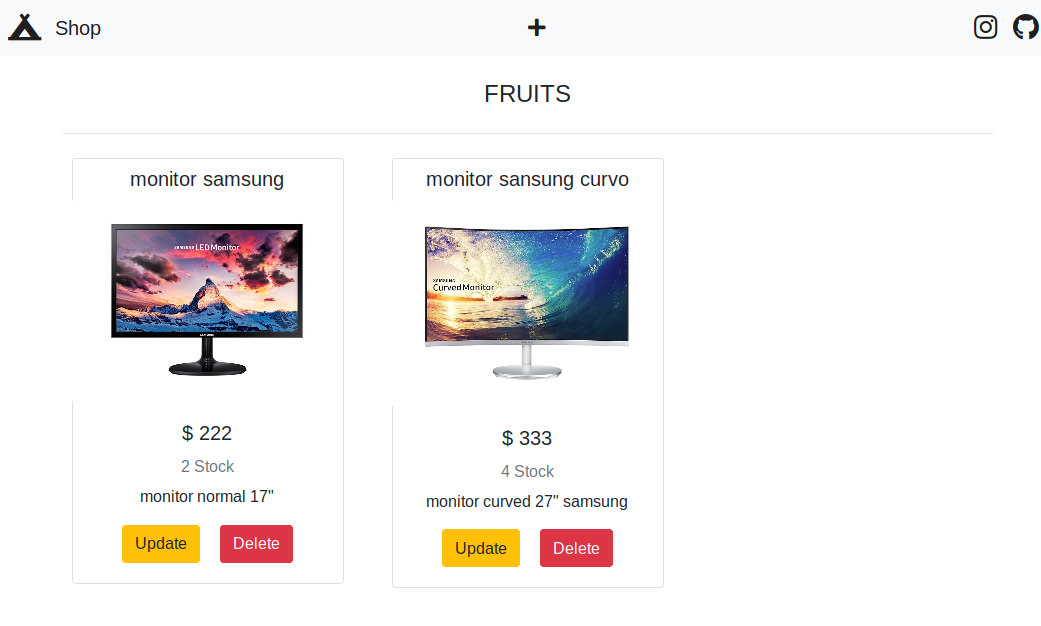 Shop
FRUITS
monitor samsung
SAMSUNG LED Monitor
SAMSUNG
$ 222
2 Stock
monitor normal 17"
Update Delete
monitor sansung curvo
SAMSUNG
Curved Monitor
$ 333
4 Stock
monitor curved 27" samsung
Update Delete